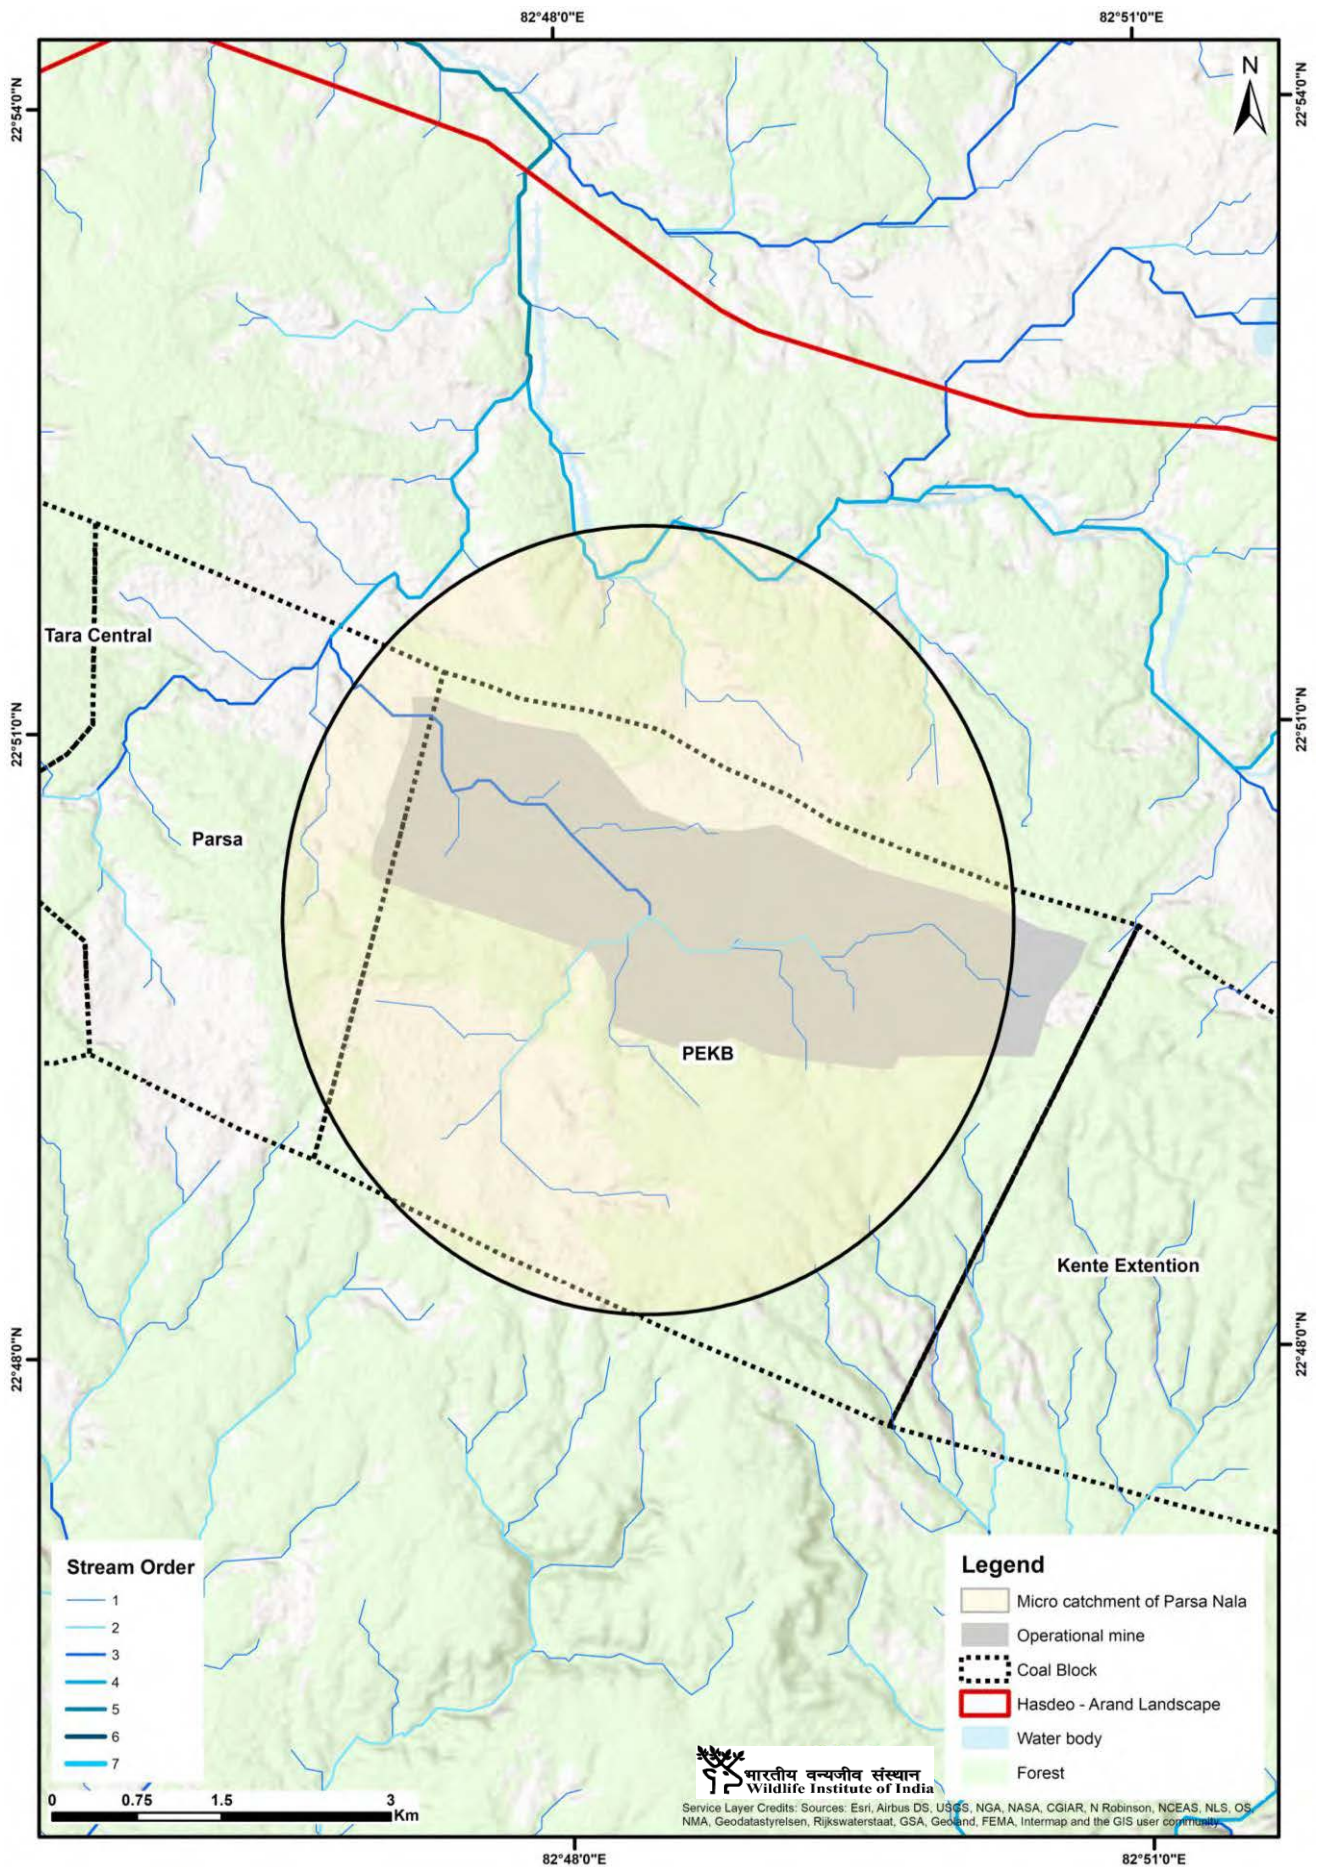 82°48'0"E
82°51'0"E
N
22°54'0"N
22°54'0"N
Tara Central
22°51'0"N
22°51'0"N
Parsa
PEKB
Kente Extention
22°48'0"N
22°48'0"N
Stream Order
1
2
3
4
5
6
7
0 0.75 1.5 3
Km
Legend
Micro catchment of Parsa Nala
Operational mine
Coal Block
Hasdeo - Arand Landscape
Water body
Forest
भारतीय वन्यजीव संस्थान
Wildlife Institute of India
Service Layer Credits: Sources: Esri, Airbus DS, USGS, NGA, NASA, CGIAR, N Robinson, NCEAS, NLS, OS,
NMA, Geodatastyrelsen, Rijkswaterstaat, GSA, Geoland, FEMA, Intermap and the GIS user community
82°48'0"E
82°51'0"E